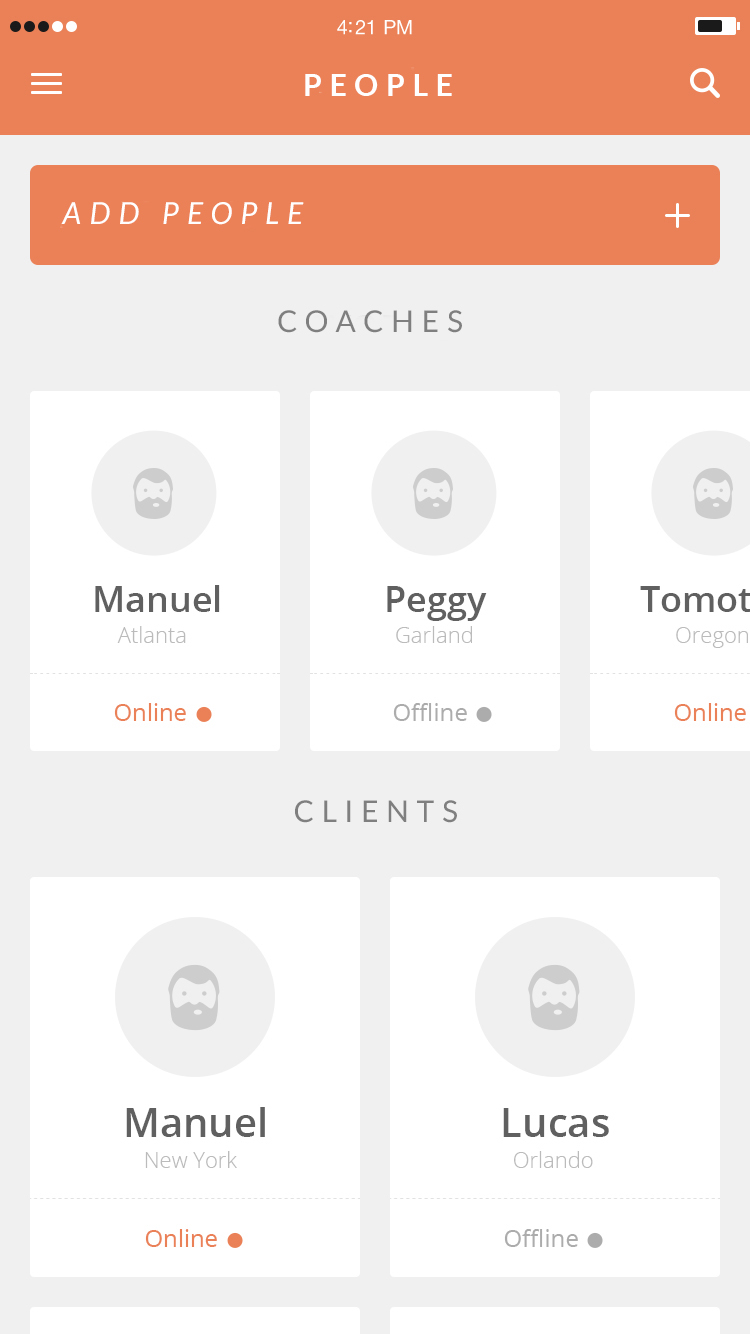 4:21 PM
PEOPLE
ADD PEOPLE
COACHES
Manuel
Atlanta
Online
Peggy
Garland
Offline
Tomot
Oregon
Online
CLIENTS
Manuel
New York
Online
Lucas
Orlando
Offline